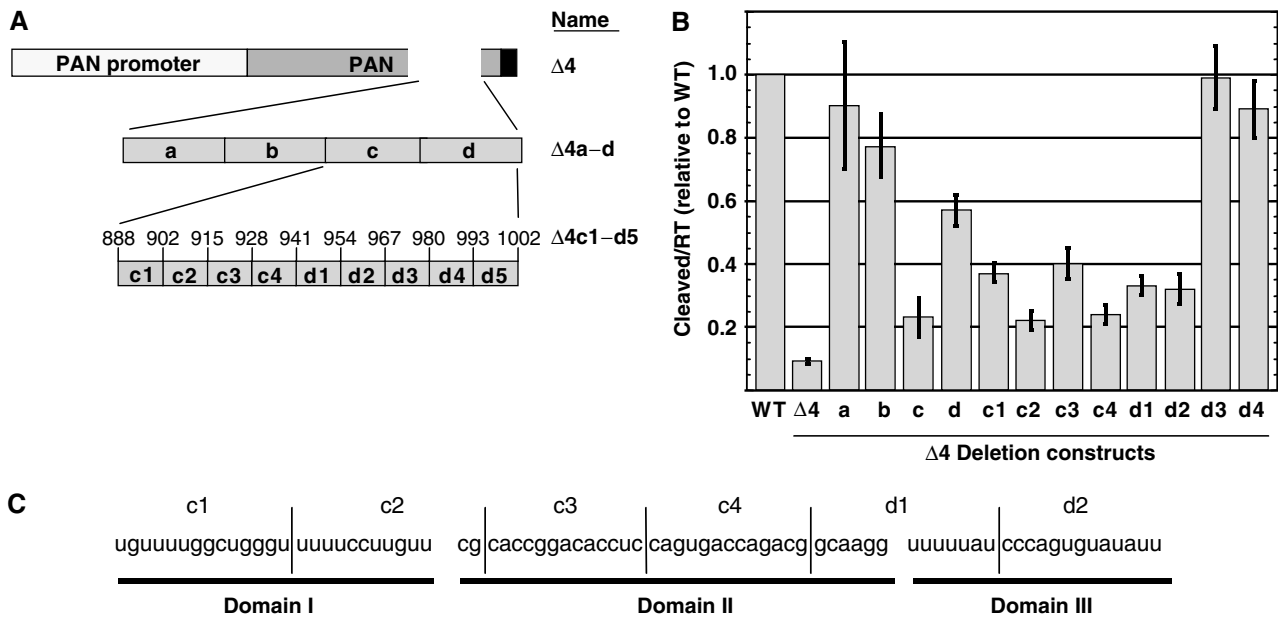 A
Name
PAN promoter PAN Δ4
a b c d Δ4a–d
888 902 915 928 941 954 967 980 993 1002 Δ4c1–d5
c1 c2 c3 c4 d1 d2 d3 d4 d5
B
Cleaved/RT (relative to WT)
1.0
0.8
0.6
0.4
0.2
WT Δ4 a b c d c1 c2 c3 c4 d1 d2 d3 d4
Δ4 Deletion constructs
C
c1 c2 c3 c4 d1 d2
uguuuuggcugggu uuuuccuuguu cg caccggacaccuc cagugaccagacg gcaagg uuuuuau cccaguguauauu
Domain I Domain II Domain III